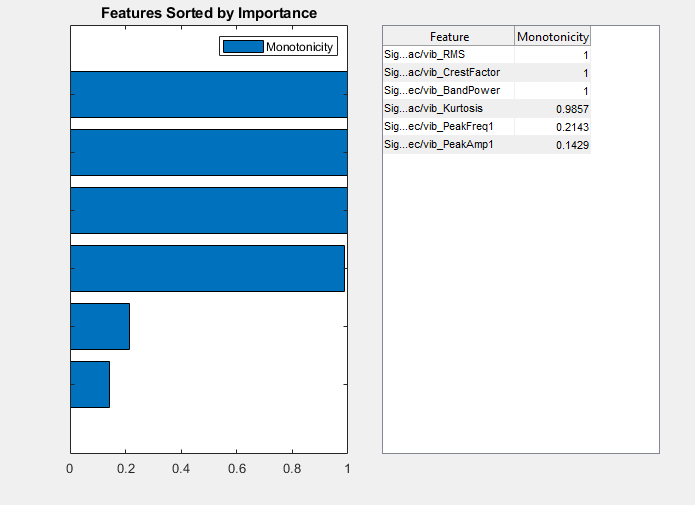 Features Sorted by Importance
Monotonicity
0 0.2 0.4 0.6 0.8 1
Feature Monotonicity
Sig...ac/vib_RMS 1
Sig...ac/vib_CrestFactor 1
Sig...ec/vib_BandPower 1
Sig...ac/vib_Kurtosis 0.9857
Sig...ec/vib_PeakFreq1 0.2143
Sig...ec/vib_PeakAmp1 0.1429